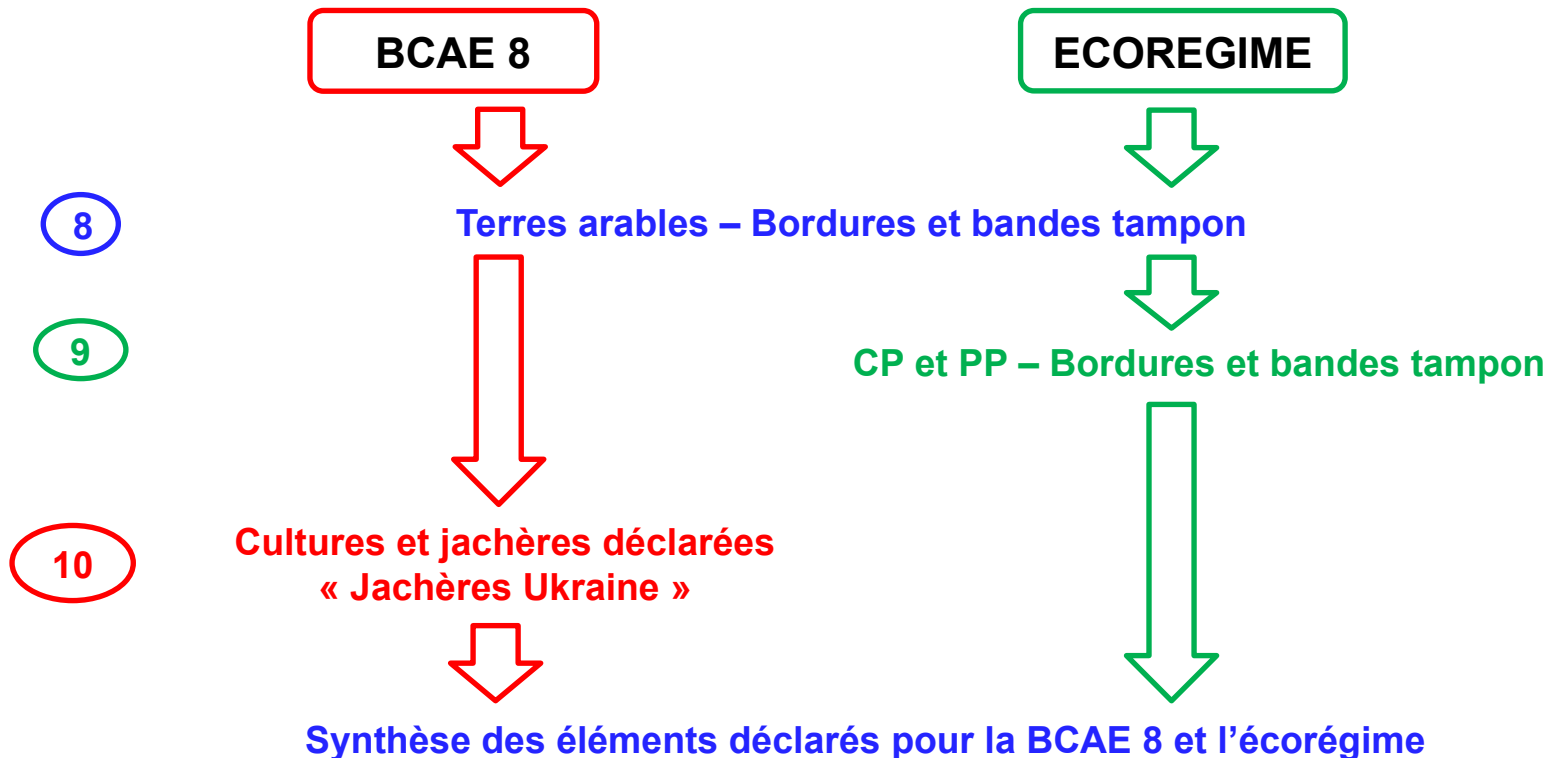 BCAE 8
ECOREGIME
8
Terres arables – Bordures et bandes tampon
9
CP et PP – Bordures et bandes tampon
10
Cultures et jachères déclarées
« Jachères Ukraine »
Synthèse des éléments déclarés pour la BCAE 8 et l’écorégime